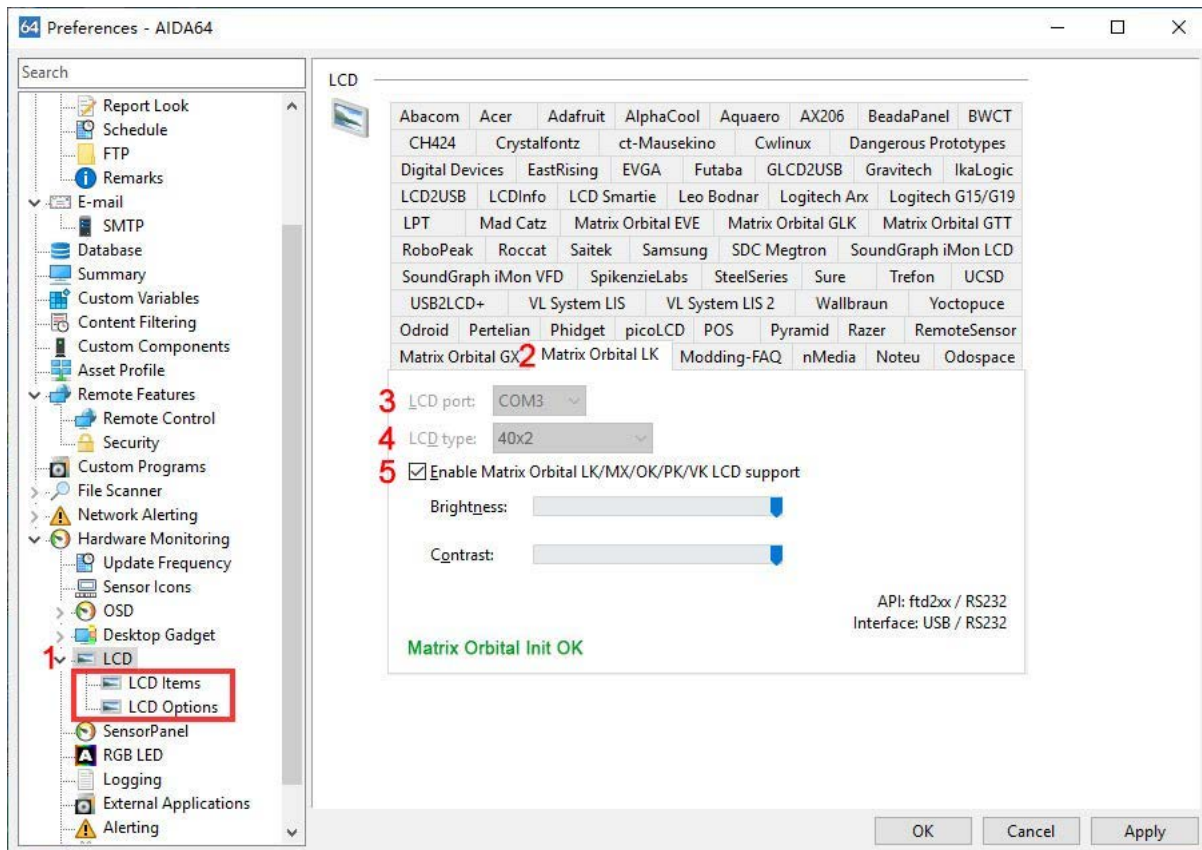 64 Preferences - AIDA64
Search
Report Look
Schedule
FTP
Remarks
E-mail
SMTP
Database
Summary
Custom Variables
Content Filtering
Custom Components
Asset Profile
Remote Features
Remote Control
Security
Custom Programs
File Scanner
Network Alerting
Hardware Monitoring
Update Frequency
Sensor Icons
OSD
Desktop Gadget
1 LCD
LCD Items
LCD Options
SensorPanel
RGB LED
Logging
External Applications
Alerting
LCD
Abacom Acer Adafruit AlphaCool Aquaero AX206 BeadaPanel BWCT
CH424 Crystalfontz ct-Mausekino Cwlinux Dangerous Prototypes
Digital Devices EastRising EVGA Futaba GLCD2USB Gravitech IkaLogic
LCD2USB LCDInfo LCD Smartie Leo Bodnar Logitech Arx Logitech G15/G19
LPT Mad Catz Matrix Orbital EVE Matrix Orbital GLK Matrix Orbital GTT
RoboPeak Roccat Saitek Samsung SDC Megtron SoundGraph iMon LCD
SoundGraph iMon VFD SpikenzieLabs SteelSeries Sure Trefon UCSD
USB2LCD+ VL System LIS VL System LIS 2 Wallbraun Yoctopuce
Odroid Pertelian Phidget picoLCD POS Pyramid Razer RemoteSensor
Matrix Orbital GX 2 Matrix Orbital LK Modding-FAQ nMedia Noteu Odospace
3 LCD port: COM3
4 LCD type: 40x2
5 Enable Matrix Orbital LK/MX/OK/PK/VK LCD support
Brightness:
Contrast:
API: ftd2xx / RS232
Interface: USB / RS232
Matrix Orbital Init OK
OK Cancel Apply